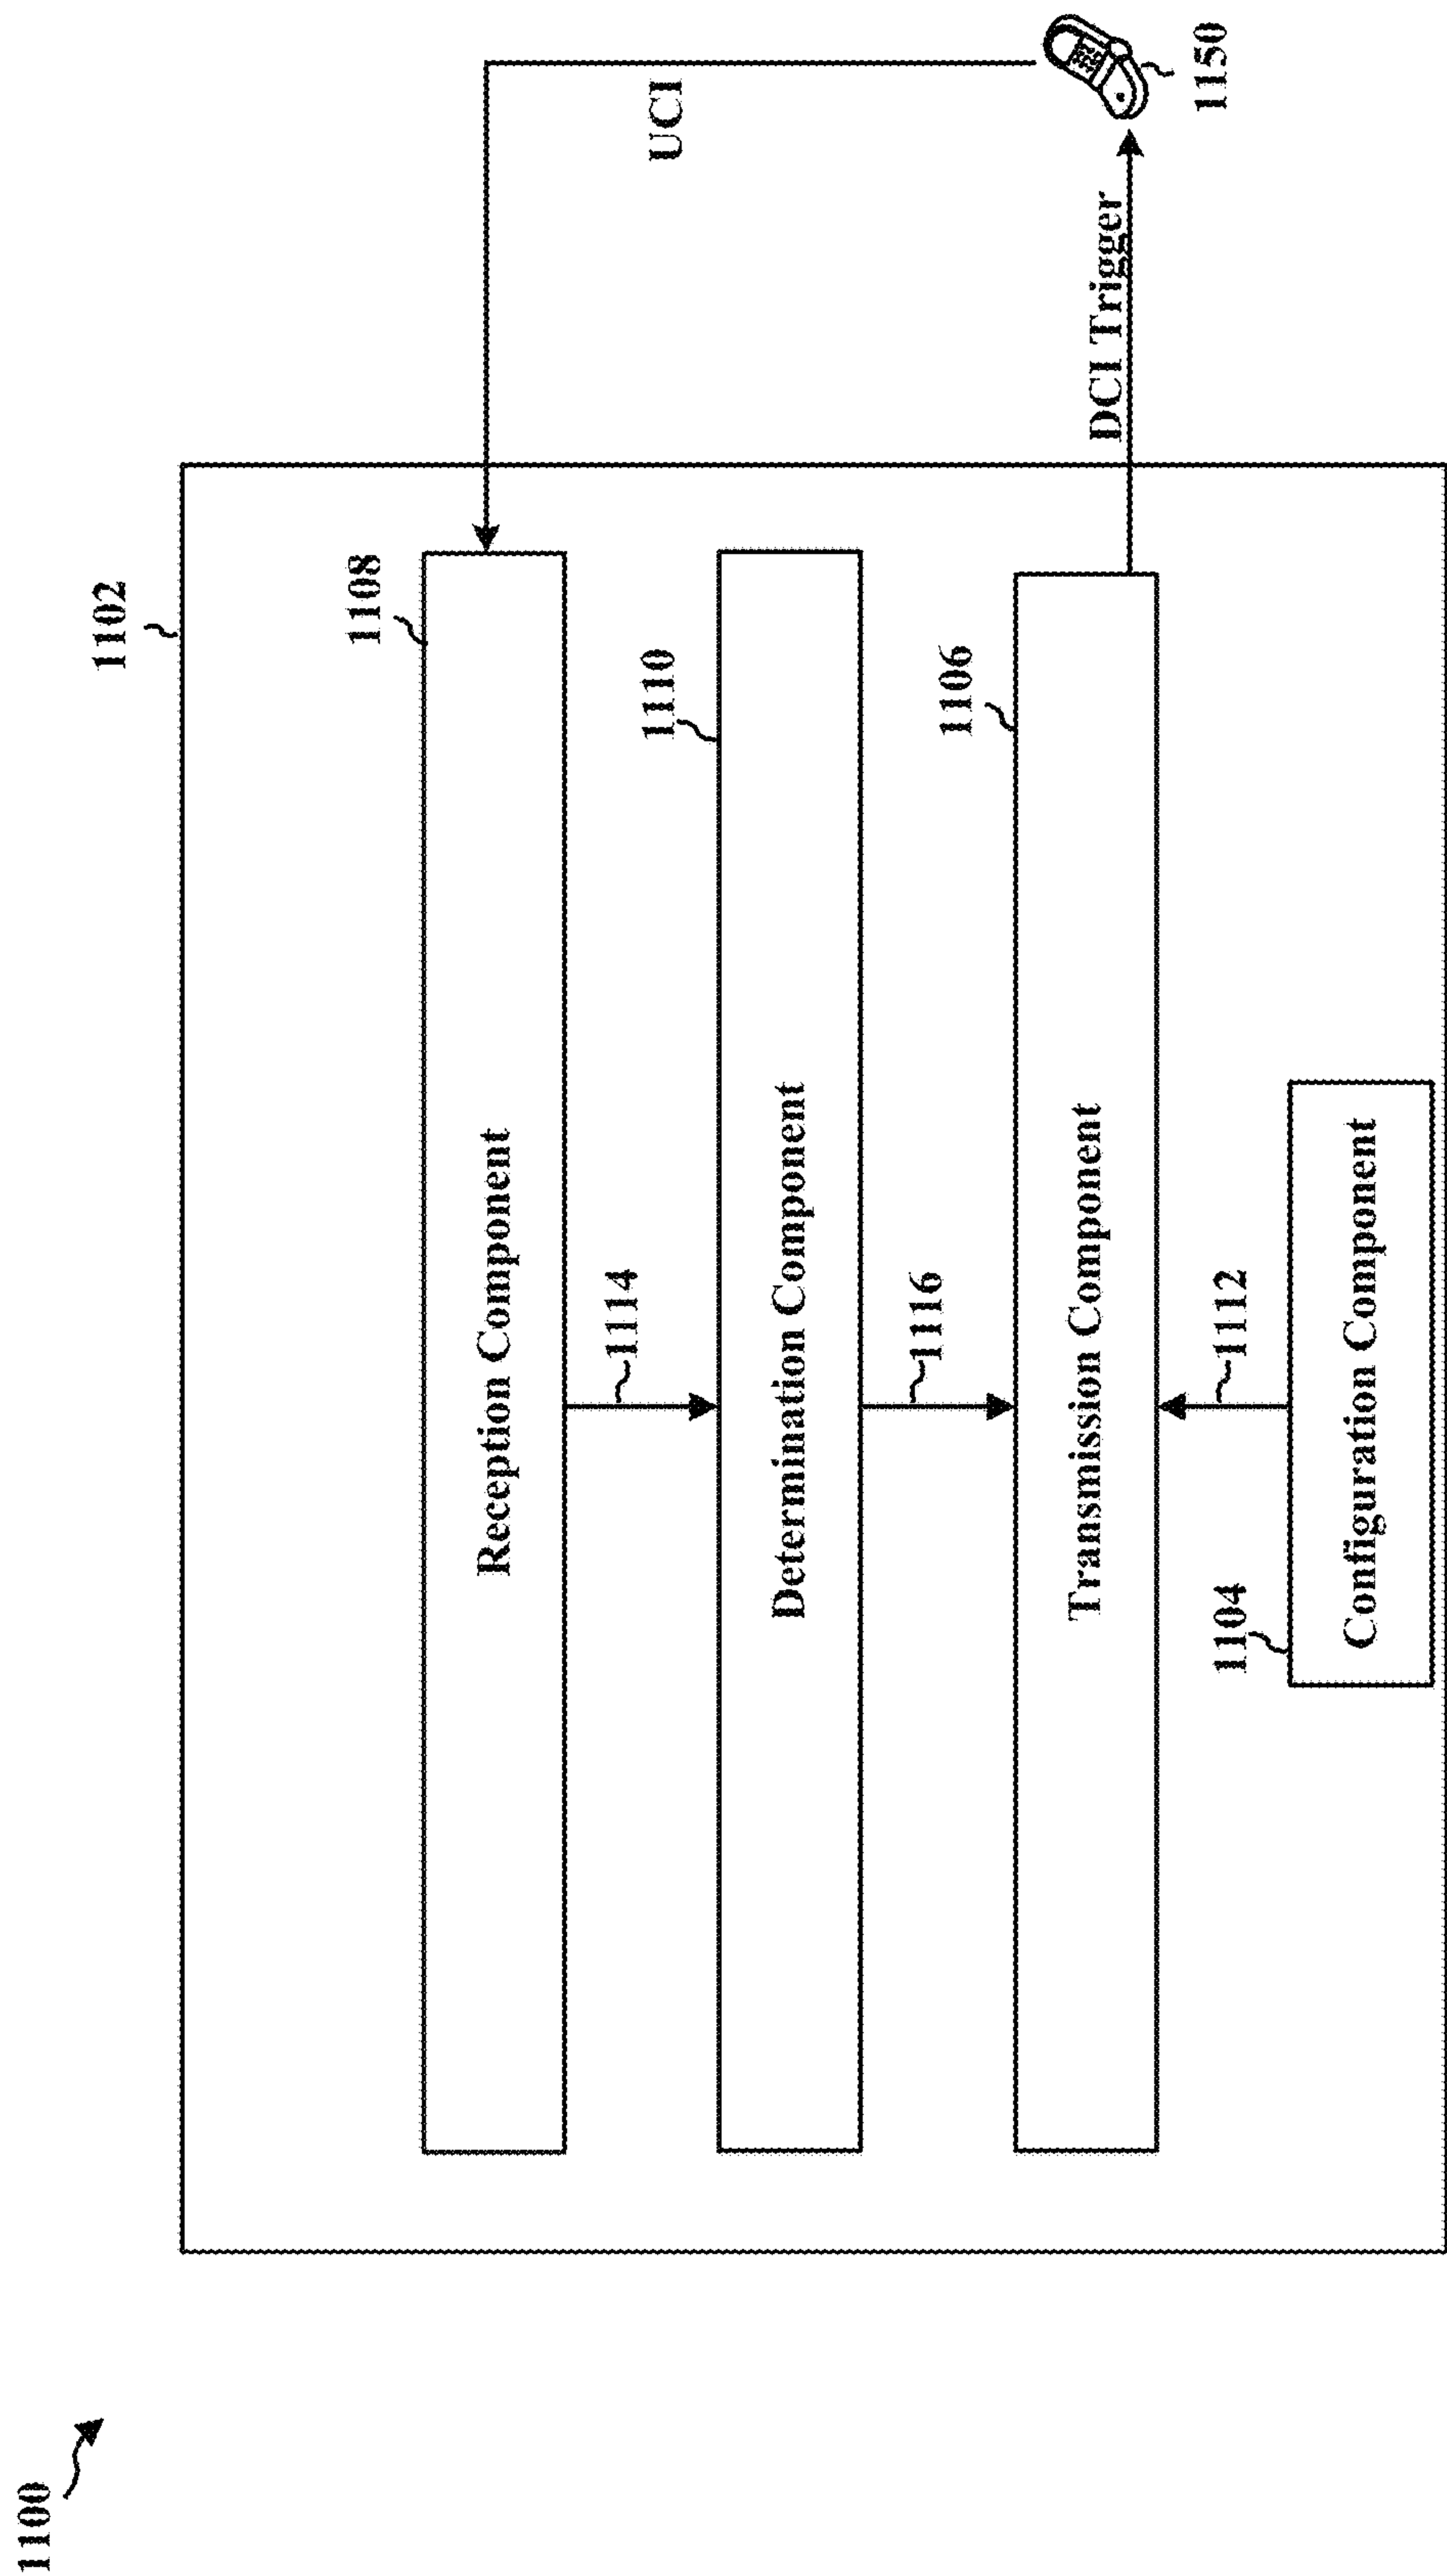 1100
1102
1108
Reception Component
UCI
1114
1110
Determination Component
1116
1106
Transmission Component
DCI Trigger
1150
1112
1104
Configuration Component